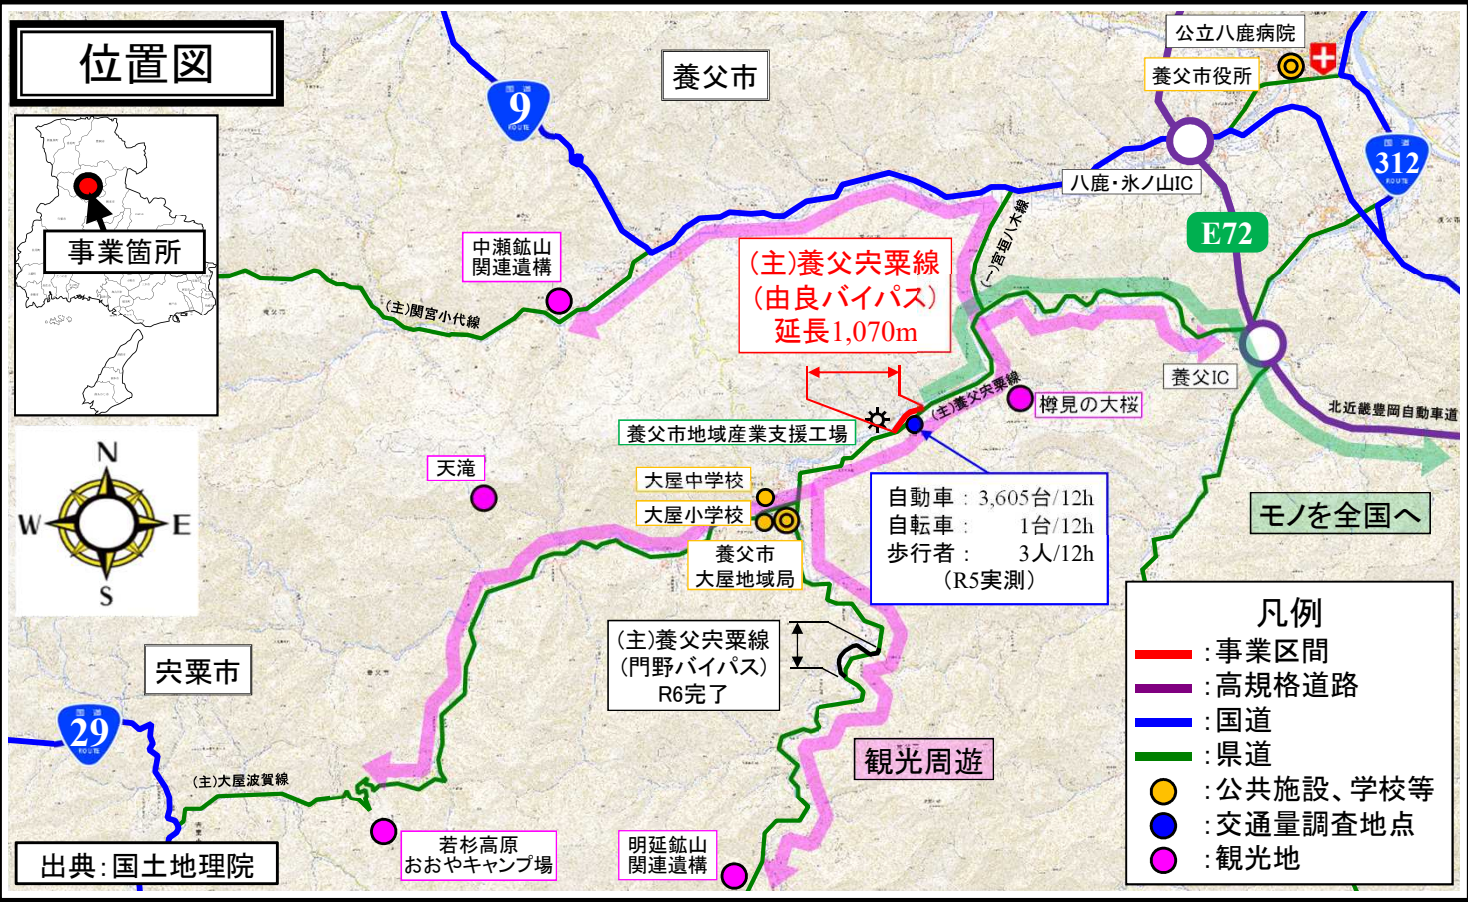 位置図
養父市
公立八鹿病院
養父市役所
国道
9
ROUTE
国道
312
ROUTE
八鹿・氷ノ山IC
E72
事業箇所
中瀬鉱山
関連遺構
(主)関宮小代線
(主)養父宍粟線
(由良バイパス)
延長1,070m
(一)宮垣八木線
養父IC
(主)養父宍粟線
樽見の大桜
北近畿豊岡自動車道
養父市地域産業支援工場
N
W
E
S
天滝
大屋中学校
大屋小学校
養父市
大屋地域局
自動車： 3,605台/12h
自転車： 1台/12h
歩行者： 3人/12h
（R5実測）
モノを全国へ
宍粟市
(主)養父宍粟線
(門野バイパス)
R6完了
国道
29
ROUTE
(主)大屋波賀線
観光周遊
若杉高原
おおやキャンプ場
明延鉱山
関連遺構
出典：国土地理院
凡例
：事業区間
：高規格道路
：国道
：県道
：公共施設、学校等
：交通量調査地点
：観光地